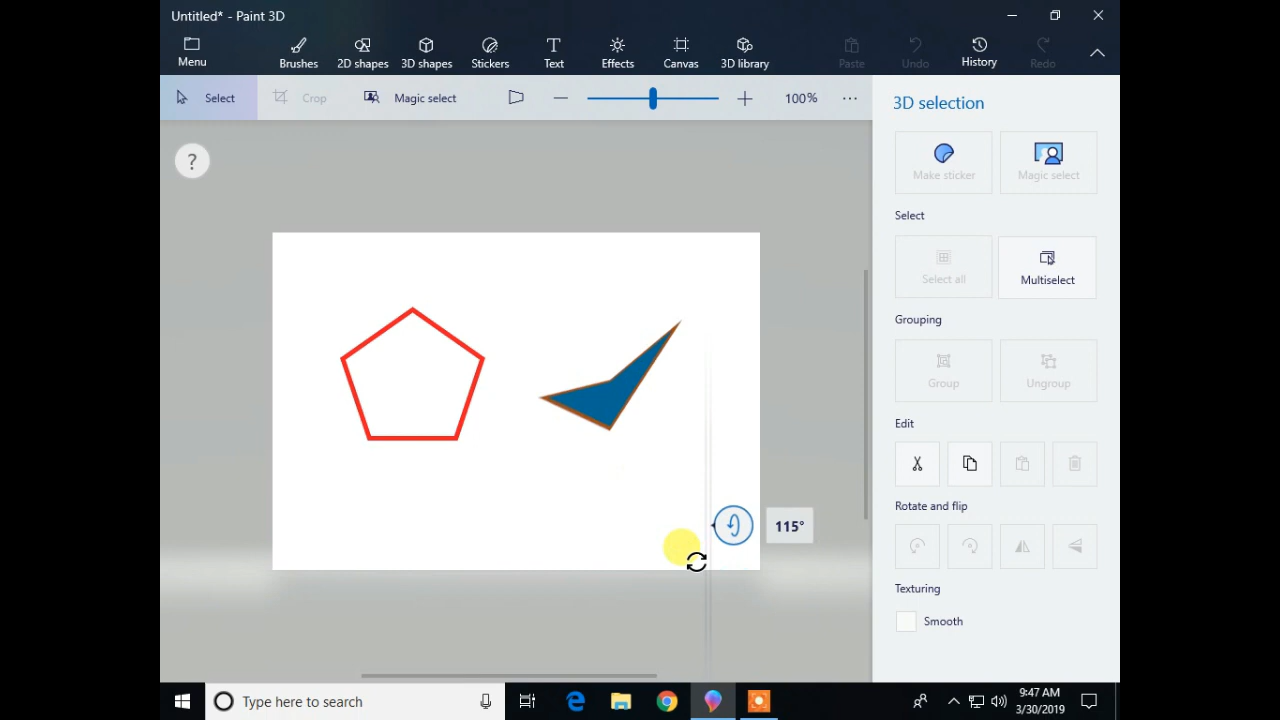 Untitled* - Paint 3D
Menu
Brushes
2D shapes
3D shapes
Stickers
Text
Effects
Canvas
3D library
Paste
Undo
History
Redo
Select
Crop
Magic select
100%
3D selection
?
Make sticker
Magic select
Select
Select all
Multiselect
Grouping
Group
Ungroup
Edit
Rotate and flip
115°
Texturing
Smooth
Type here to search
9:47 AM
3/30/2019